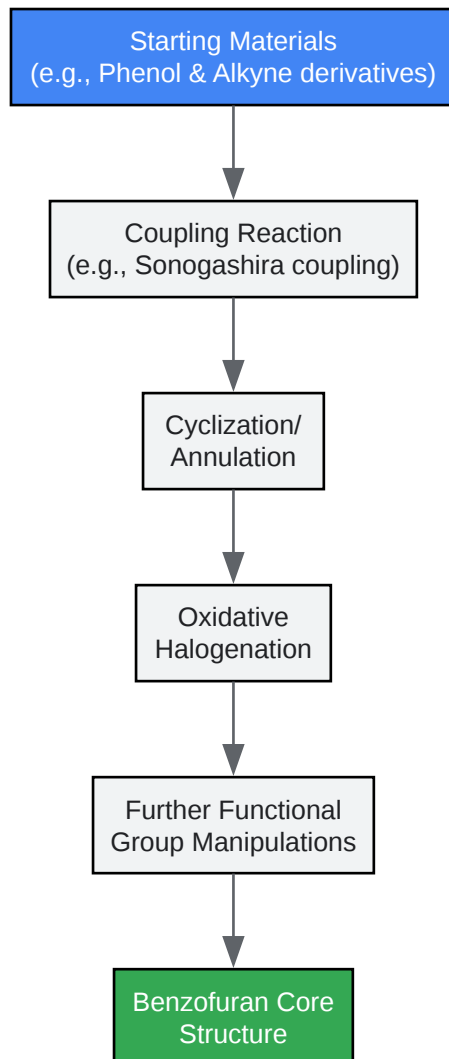 Starting Materials
(e.g., Phenol & Alkyne derivatives)
Coupling Reaction
(e.g., Sonogashira coupling)
Cyclization/
Annulation
Oxidative
Halogenation
Further Functional
Group Manipulations
Benzofuran Core
Structure